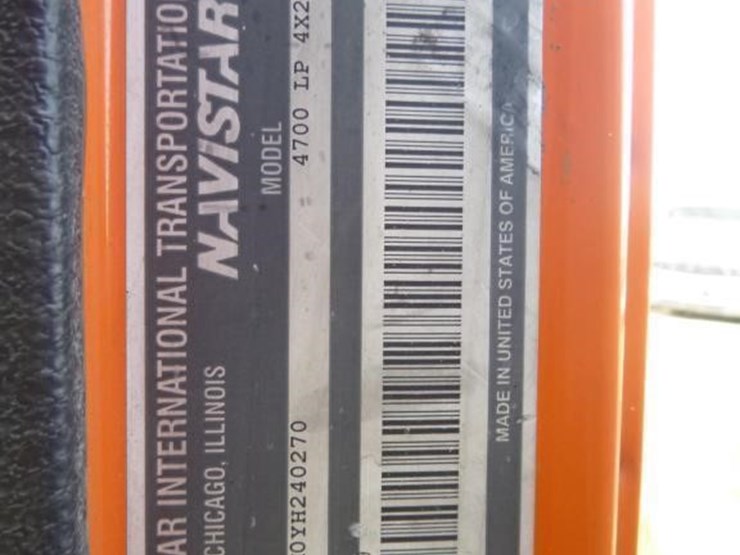 AR INTERNATIONAL TRANSPORTATIO
CHICAGO, ILLINOIS NAVISTAR
MODEL
0YH240270 4700 LP 4X2
MADE IN UNITED STATES OF AMERICA